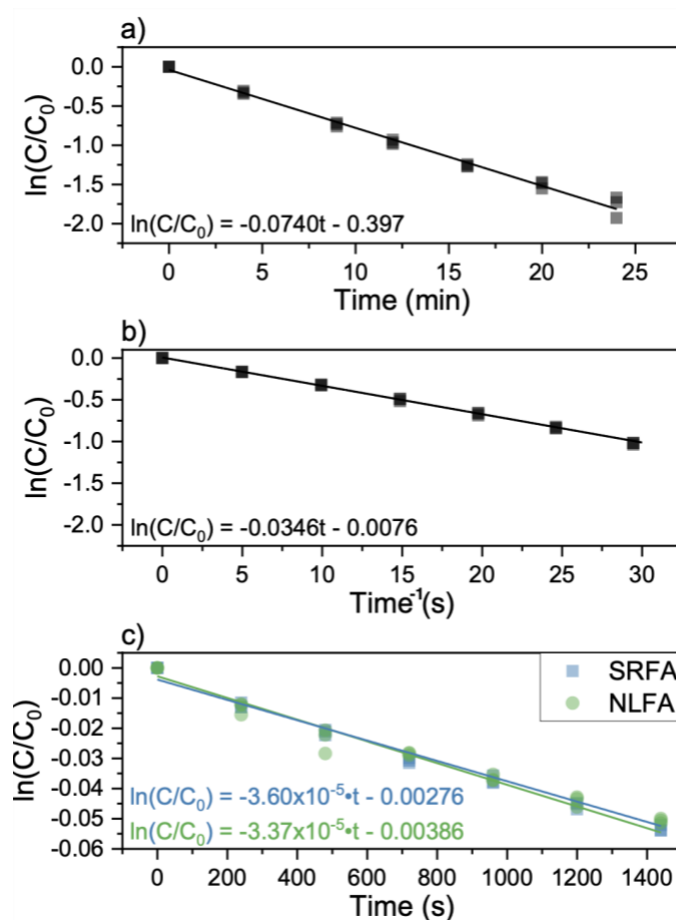 a)
0.0
-0.5
-1.0
-1.5
-2.0
ln(C/C₀)
ln(C/C₀) = -0.0740t - 0.397
0 5 10 15 20 25
Time (min)
b)
0.0
-0.5
-1.0
-1.5
-2.0
ln(C/C₀)
ln(C/C₀) = -0.0346t - 0.0076
0 5 10 15 20 25 30
Time⁻¹(s)
c)
0.00
-0.01
-0.02
-0.03
-0.04
-0.05
-0.06
ln(C/C₀)
SRFA
NLFA
ln(C/C₀) = -3.60x10⁻⁵•t - 0.00276
ln(C/C₀) = -3.37x10⁻⁵•t - 0.00386
0 200 400 600 800 1000 1200 1400
Time (s)